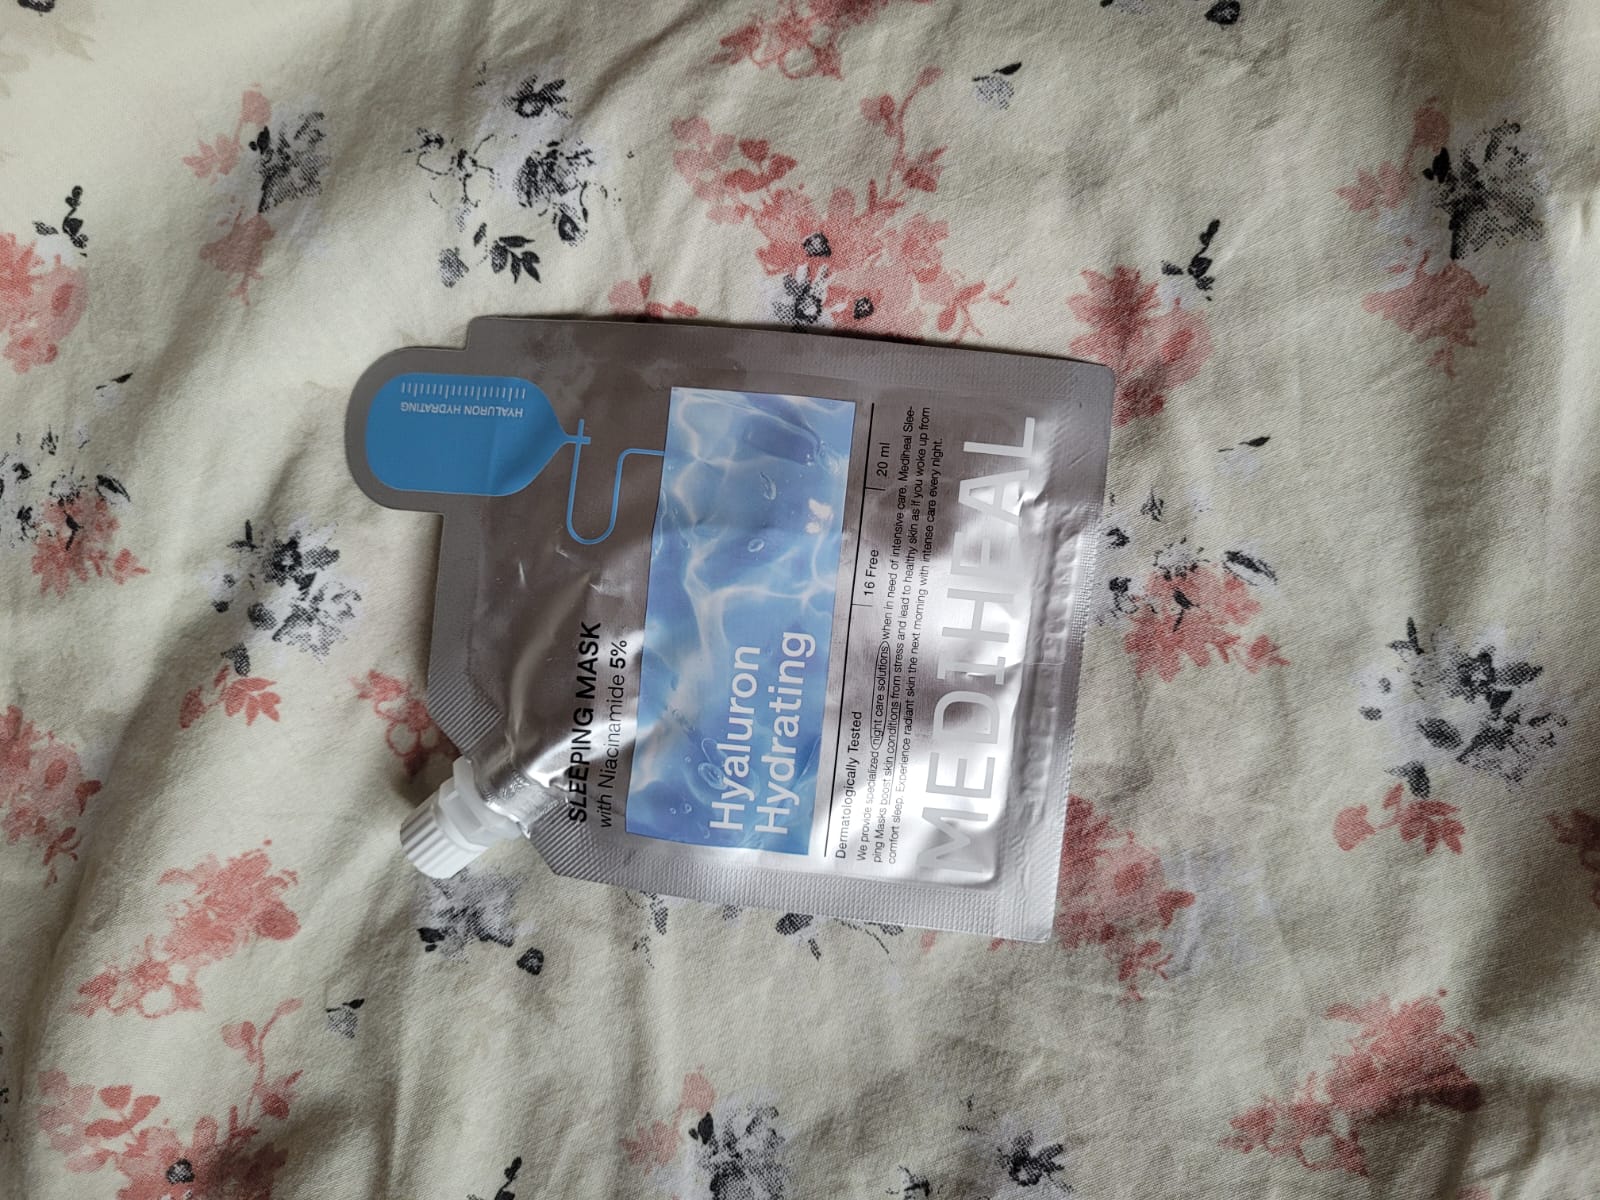 HYALURON HYDRATING
SLEEPING MASK
with Niacinamide 5%
Hyaluron
Hydrating
Dermatologically Tested
16 Free
20 ml
We provide specialized night care solutions when in need of intensive care. Mediheal Slee-
ping Masks boost skin conditions from stress and lead to healthy skin as if you woke up from
comfort sleep. Experience radiant skin the next morning with intense care every night.
MEDIHEAL